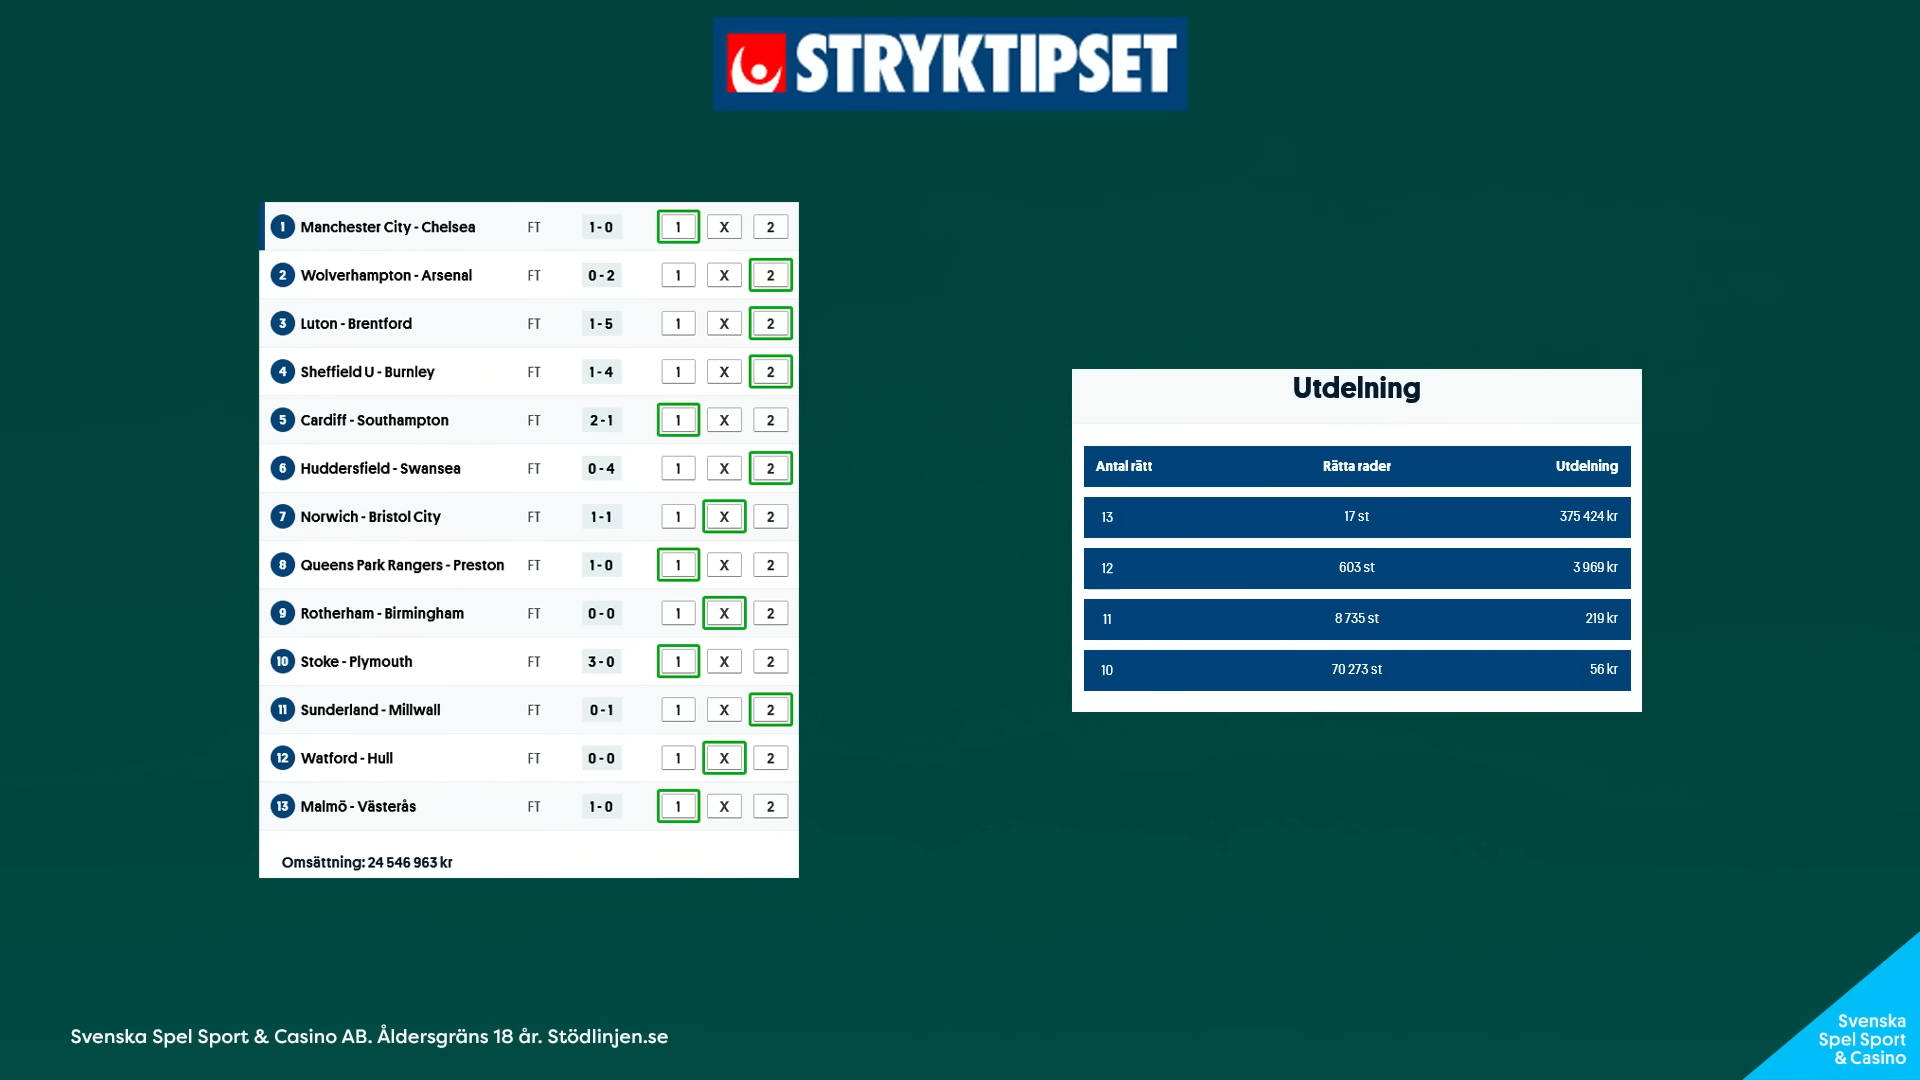 STRYKTIPSET
1 Manchester City - Chelsea FT 1 - 0 1 X 2
2 Wolverhampton - Arsenal FT 0 - 2 1 X 2
3 Luton - Brentford FT 1 - 5 1 X 2
4 Sheffield U - Burnley FT 1 - 4 1 X 2
5 Cardiff - Southampton FT 2 - 1 1 X 2
6 Huddersfield - Swansea FT 0 - 4 1 X 2
7 Norwich - Bristol City FT 1 - 1 1 X 2
8 Queens Park Rangers - Preston FT 1 - 0 1 X 2
9 Rotherham - Birmingham FT 0 - 0 1 X 2
10 Stoke - Plymouth FT 3 - 0 1 X 2
11 Sunderland - Millwall FT 0 - 1 1 X 2
12 Watford - Hull FT 0 - 0 1 X 2
13 Malmö - Västerås FT 1 - 0 1 X 2
Omsättning: 24 546 963 kr
Utdelning
Antal rätt Rätta rader Utdelning
13 17 st 375 424 kr
12 603 st 3 969 kr
11 8 735 st 219 kr
10 70 273 st 56 kr
Svenska Spel Sport & Casino AB. Åldersgräns 18 år. Stödlinjen.se
Svenska
Spel Sport
& Casino